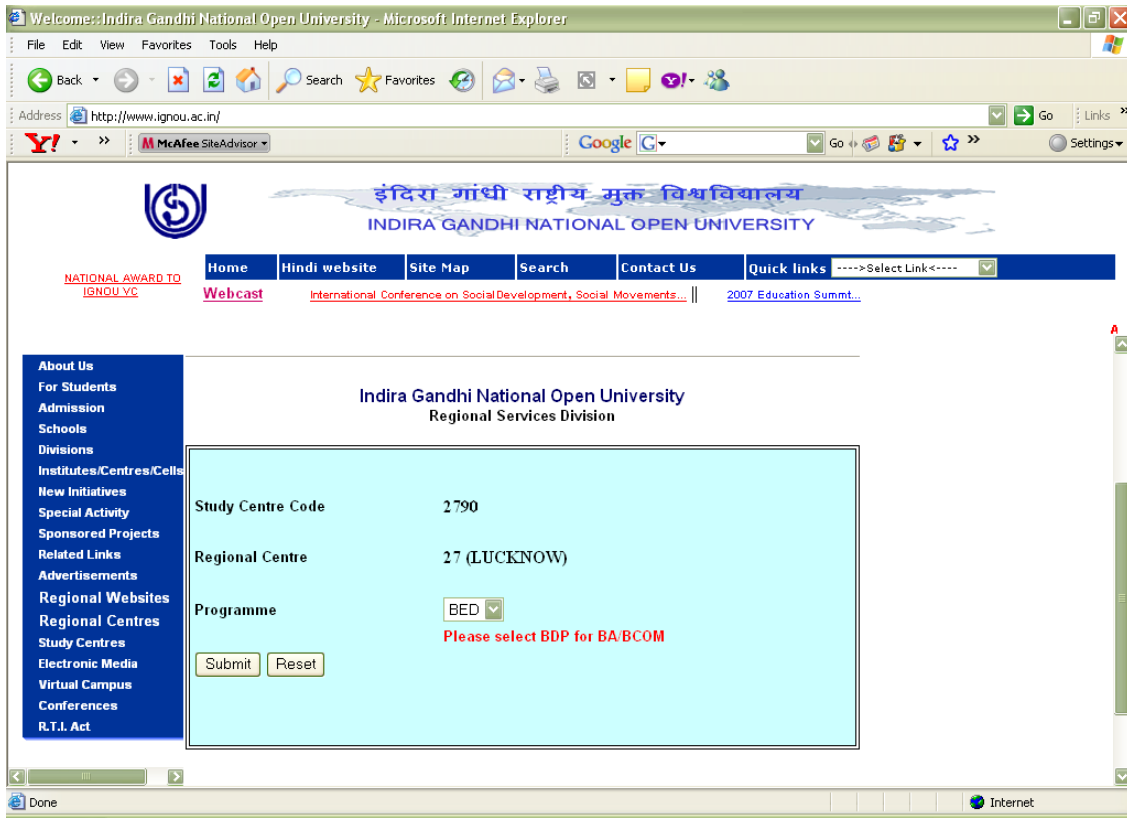 Welcome::Indira Gandhi National Open University - Microsoft Internet Explorer
File Edit View Favorites Tools Help
Back Search Favorites
Address http://www.ignou.ac.in/ Go Links »
Y! » McAfee SiteAdvisor Google G Go » Settings
इंदिरा गांधी राष्ट्रीय मुक्त विश्वविद्यालय
INDIRA GANDHI NATIONAL OPEN UNIVERSITY
NATIONAL AWARD TO
IGNOU VC
Home Hindi website Site Map Search Contact Us Quick links ---->Select Link<----
Webcast International Conference on Social Development, Social Movements... || 2007 Education Summt...
A
About Us
For Students
Admission
Schools
Divisions
Institutes/Centres/Cells
New Initiatives
Special Activity
Sponsored Projects
Related Links
Advertisements
Regional Websites
Regional Centres
Study Centres
Electronic Media
Virtual Campus
Conferences
R.T.I. Act
Indira Gandhi National Open University
Regional Services Division
Study Centre Code 2790
Regional Centre 27 (LUCKNOW)
Programme BED
Please select BDP for BA/BCOM
Submit Reset
Done Internet